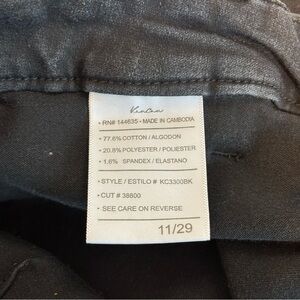 • RN# 144635 • MADE IN CAMBODIA
• 77.6% COTTON / ALGODON
• 20.8% POLYESTER / POLIESTER
• 1.6% SPANDEX / ELASTANO
• STYLE / ESTILO # KC3300BK
• CUT # 38800
• SEE CARE ON REVERSE
11/29